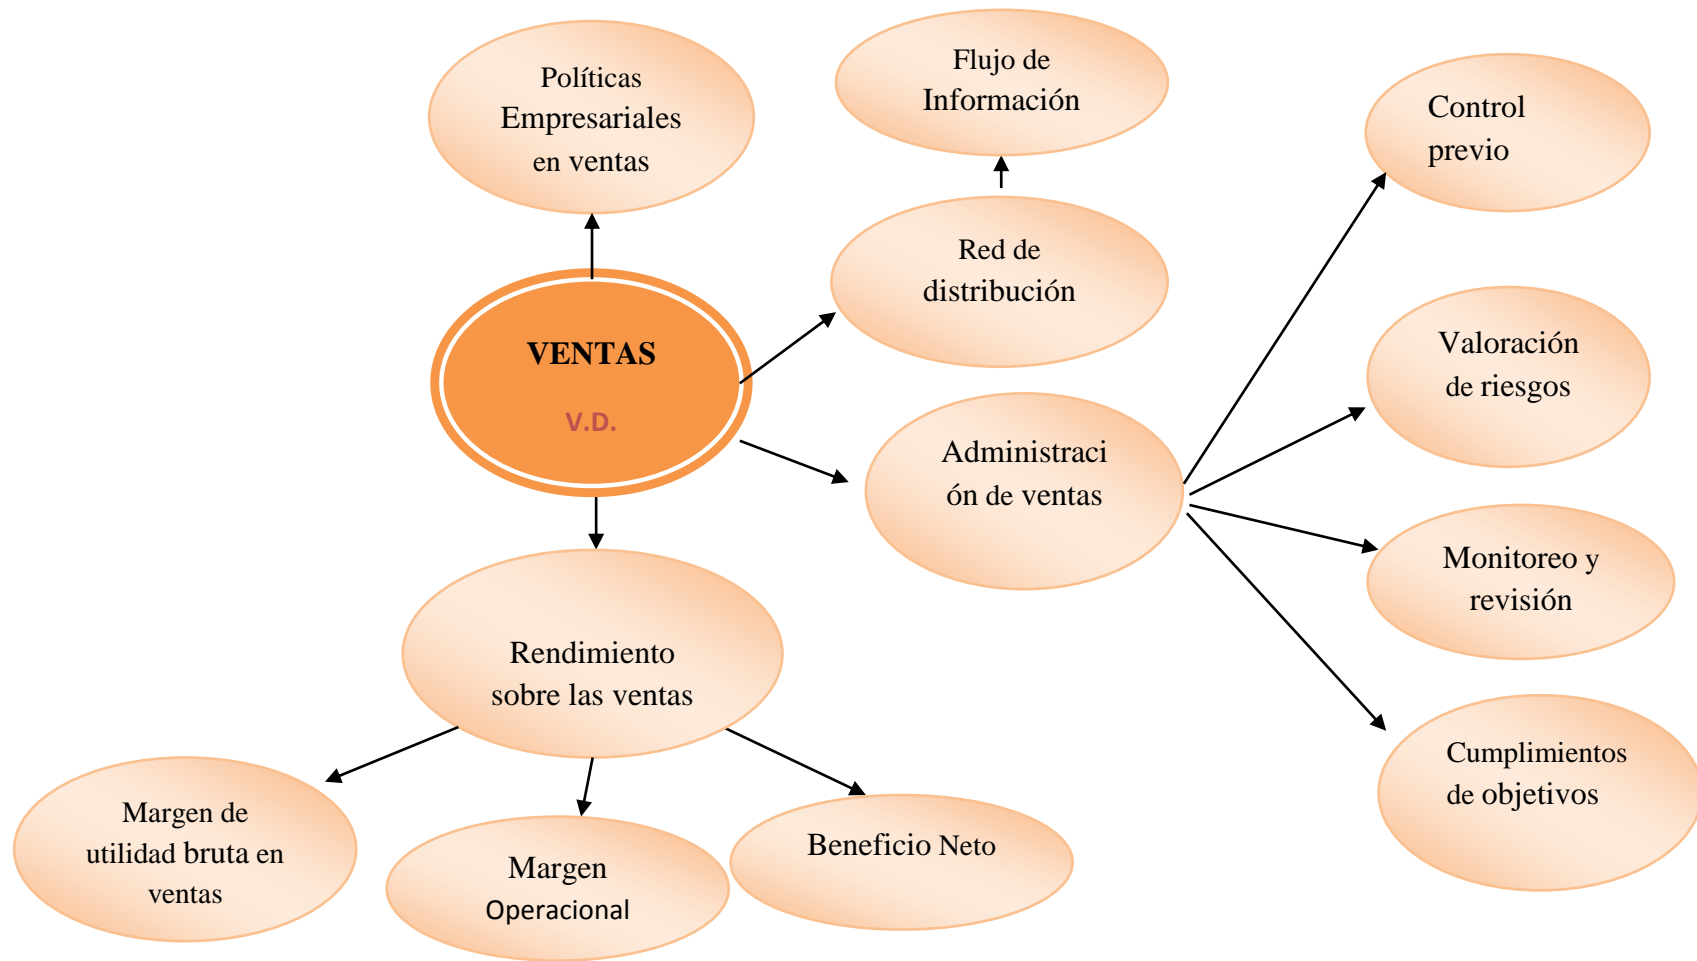 Políticas
Empresariales
en ventas
Flujo de
Información
Control
previo
Red de
distribución
VENTAS
V.D.
Valoración
de riesgos
Administraci
ón de ventas
Monitoreo y
revisión
Rendimiento
sobre las ventas
Cumplimientos
de objetivos
Margen de
utilidad bruta en
ventas
Margen
Operacional
Beneficio Neto